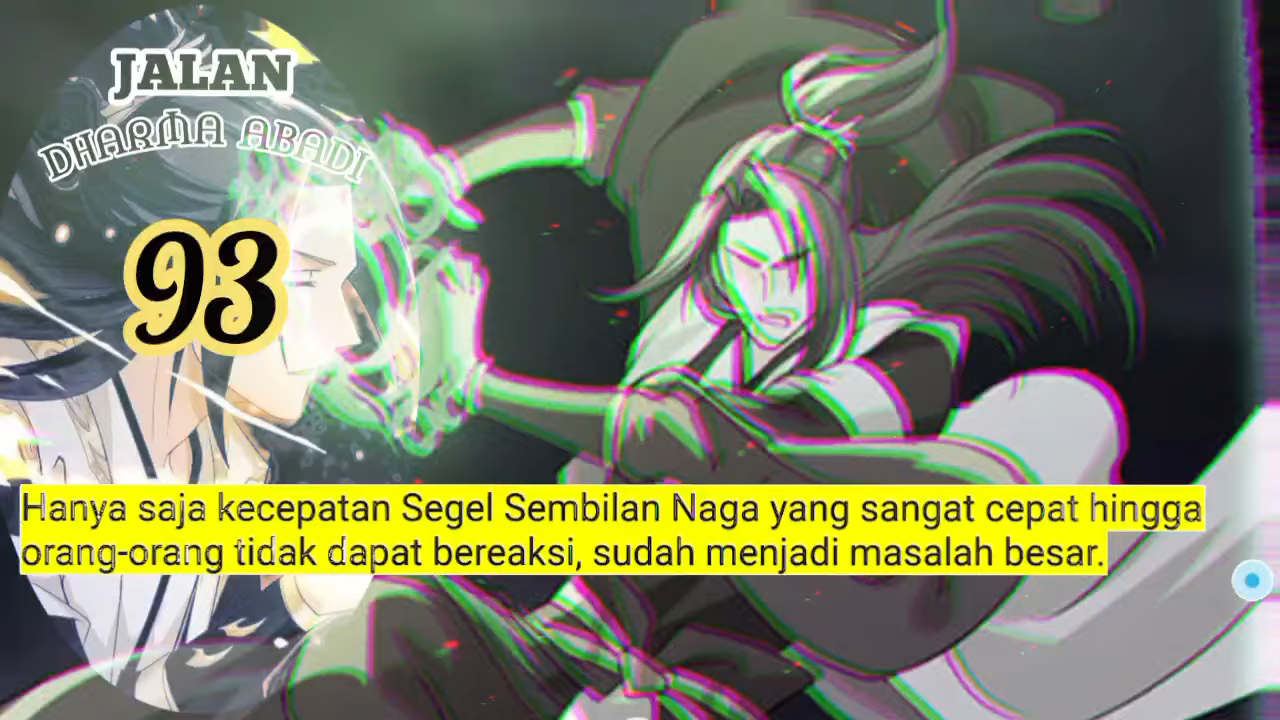 JALAN
DHARMA ABADI
93
Hanya saja kecepatan Segel Sembilan Naga yang sangat cepat hingga
orang-orang tidak dapat bereaksi, sudah menjadi masalah besar.